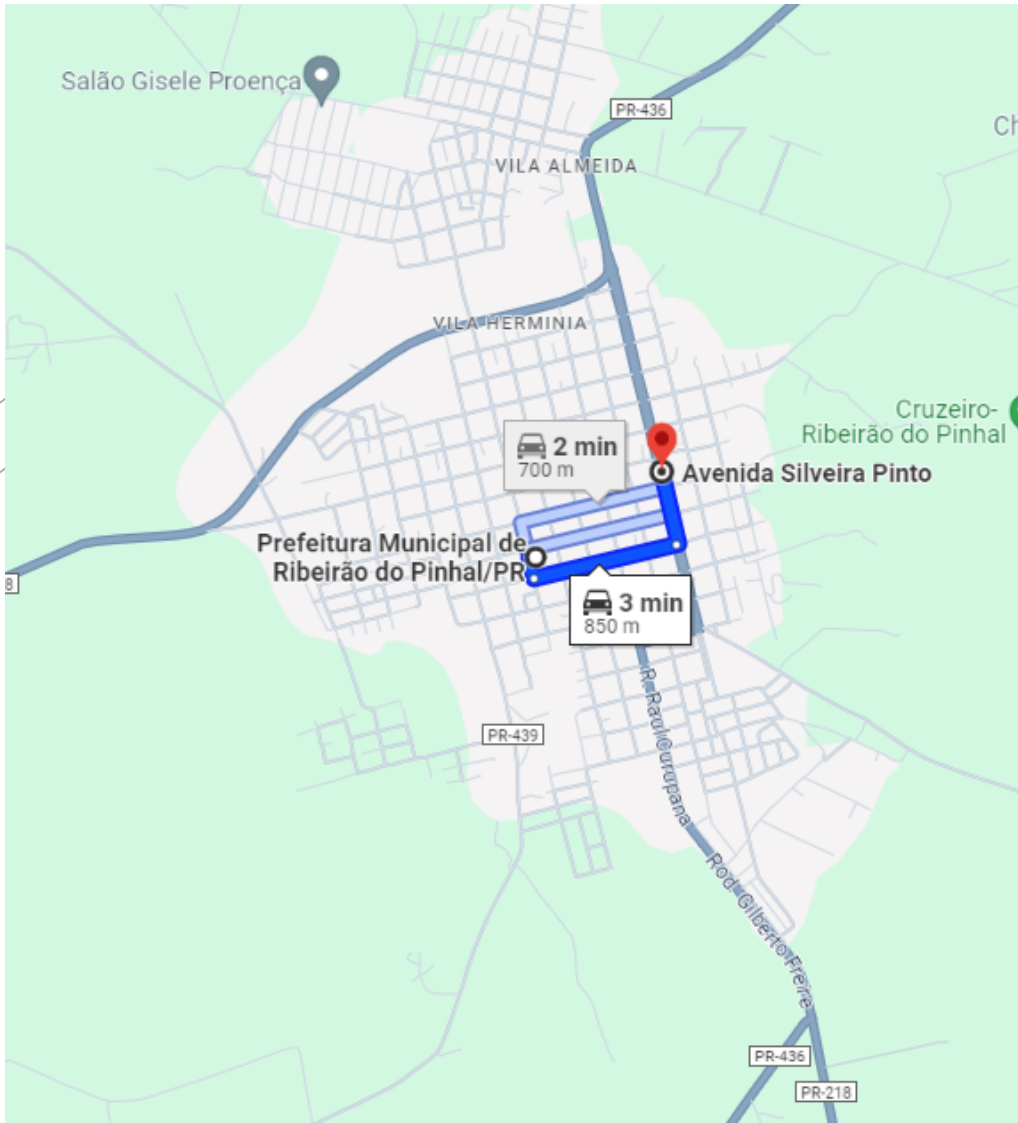 Salão Gisele Proença
PR-436
Ch
VILA ALMEIDA
VILA HERMINIA
Cruzeiro-
Ribeirão do Pinhal
2 min
700 m
Avenida Silveira Pinto
Prefeitura Municipal de
Ribeirão do Pinhal/PR
8
3 min
850 m
R. Raul Curupana
PR-439
Rod. Gilberto Freire
PR-436
PR-218